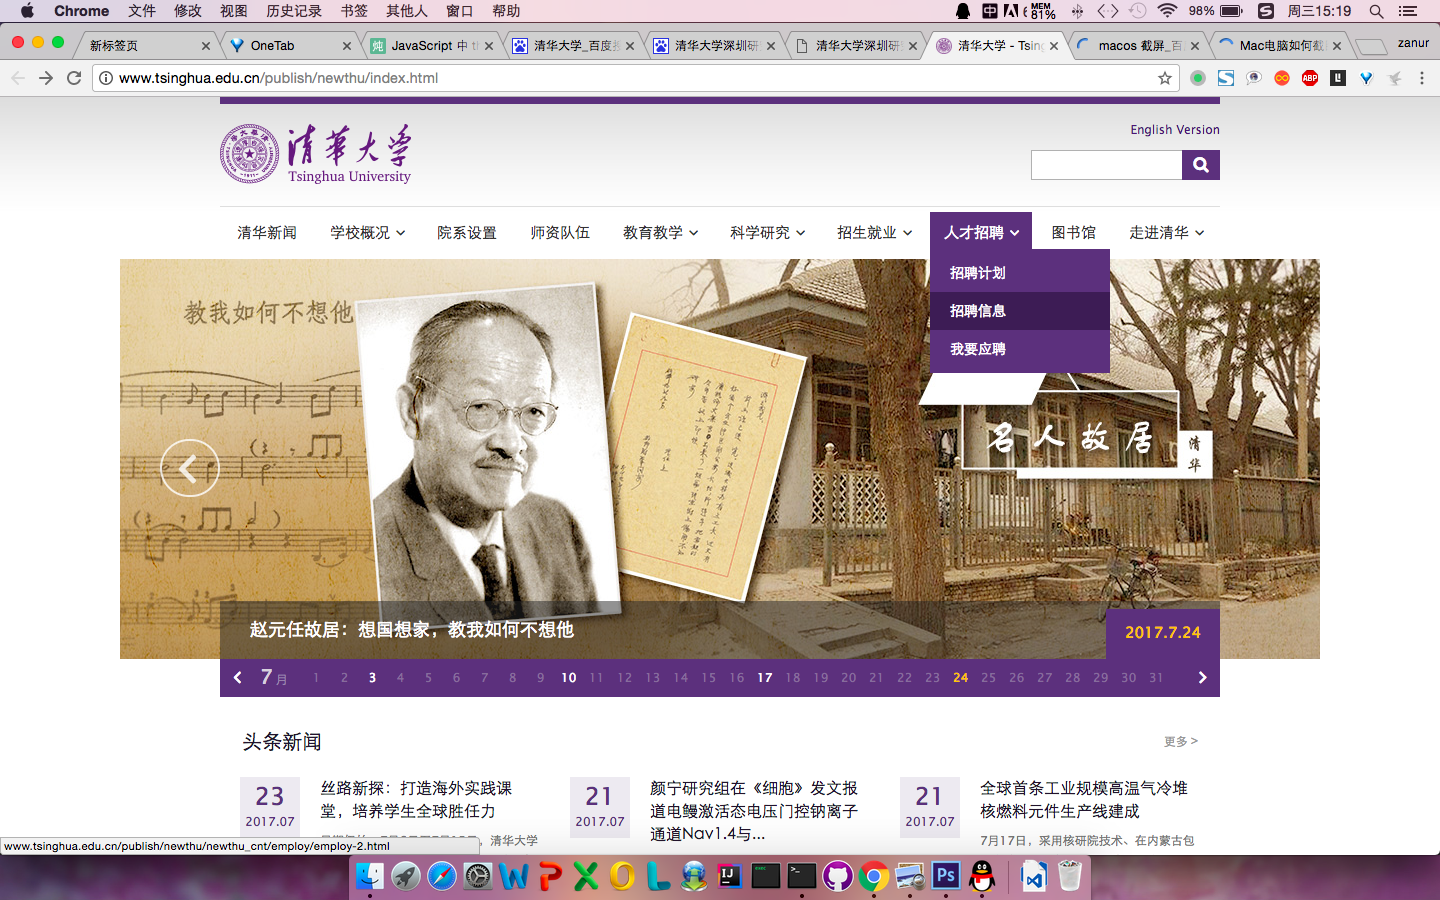 Chrome 文件 修改 视图 历史记录 书签 其他人 窗口 帮助 MEM 81% 98% 周三15:19
新标签页 OneTab JavaScript 中 清华大学_百度 清华大学深圳研 清华大学深圳研 清华大学 - Tsing macos 截屏_百 Mac电脑如何截 zanur
www.tsinghua.edu.cn/publish/newthu/index.html
English Version
清華大学
Tsinghua University
清华新闻 学校概况 院系设置 师资队伍 教育教学 科学研究 招生就业 人才招聘 图书馆 走进清华
招聘计划
招聘信息
我要应聘
教我如何不想他
名人故居
清华
赵元任故居：想国想家，教我如何不想他
2017.7.24
7月 1 2 3 4 5 6 7 8 9 10 11 12 13 14 15 16 17 18 19 20 21 22 23 24 25 26 27 28 29 30 31
头条新闻 更多 >
23
2017.07
丝路新探：打造海外实践课
堂，培养学生全球胜任力
，清华大学
21
2017.07
颜宁研究组在《细胞》发文报
道电鳗激活态电压门控钠离子
通道Nav1.4与...
21
2017.07
全球首条工业规模高温气冷堆
核燃料元件生产线建成
7月17日，采用核研院技术、在内蒙古包
www.tsinghua.edu.cn/publish/newthu/newthu_cnt/employ/employ-2.html